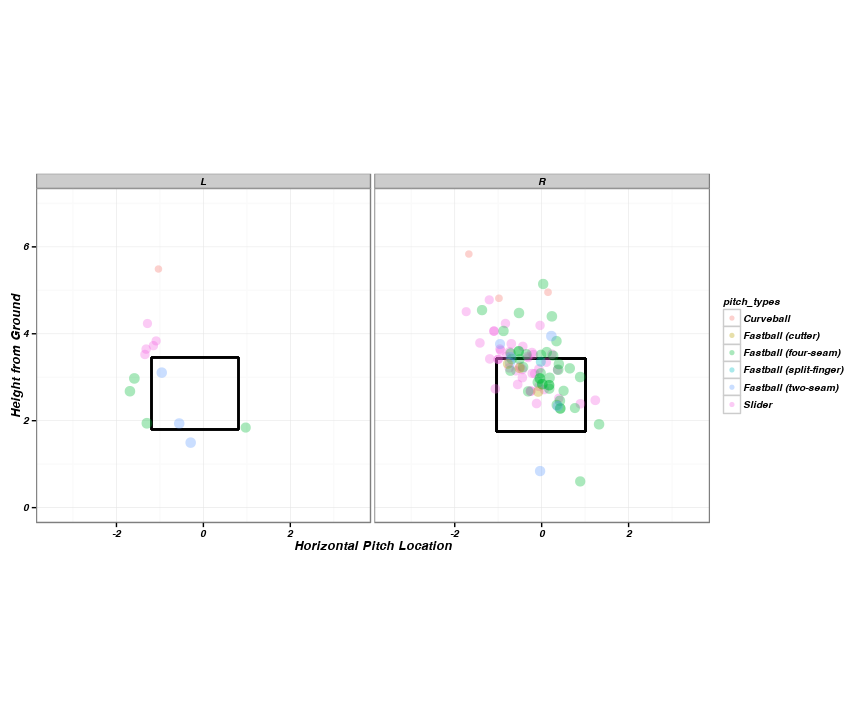 L
R
6
4
2
0
Height from Ground
-2
0
2
-2
0
2
Horizontal Pitch Location
pitch_types
Curveball
Fastball (cutter)
Fastball (four-seam)
Fastball (split-finger)
Fastball (two-seam)
Slider